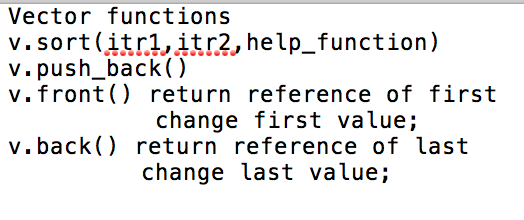 Vector functions
v.sort(itr1,itr2,help_function)
v.push_back()
v.front() return reference of first
change first value;
v.back() return reference of last
change last value;